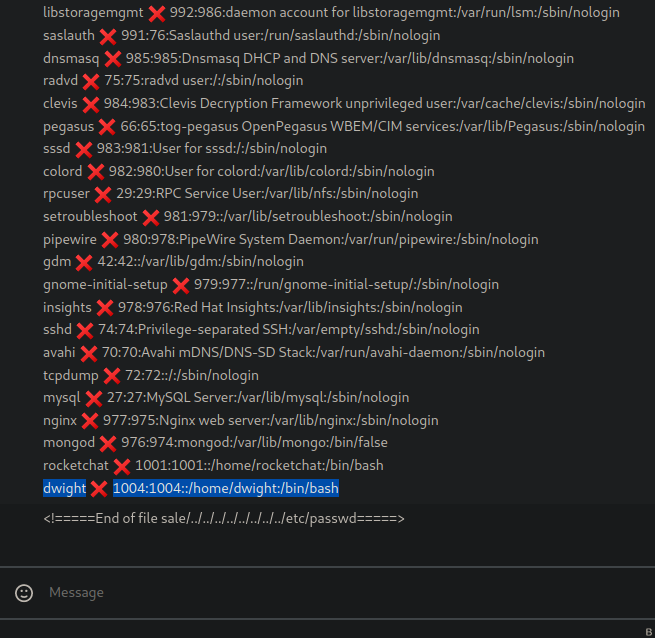 libstoragemgmt ❌ 992:986:daemon account for libstoragemgmt:/var/run/lsm:/sbin/nologin
saslauth ❌ 991:76:Saslauthd user:/run/saslauthd:/sbin/nologin
dnsmasq ❌ 985:985:Dnsmasq DHCP and DNS server:/var/lib/dnsmasq:/sbin/nologin
radvd ❌ 75:75:radvd user:/:/sbin/nologin
clevis ❌ 984:983:Clevis Decryption Framework unprivileged user:/var/cache/clevis:/sbin/nologin
pegasus ❌ 66:65:tog-pegasus OpenPegasus WBEM/CIM services:/var/lib/Pegasus:/sbin/nologin
sssd ❌ 983:981:User for sssd:/:/sbin/nologin
colord ❌ 982:980:User for colord:/var/lib/colord:/sbin/nologin
rpcuser ❌ 29:29:RPC Service User:/var/lib/nfs:/sbin/nologin
setroubleshoot ❌ 981:979::/var/lib/setroubleshoot:/sbin/nologin
pipewire ❌ 980:978:PipeWire System Daemon:/var/run/pipewire:/sbin/nologin
gdm ❌ 42:42::/var/lib/gdm:/sbin/nologin
gnome-initial-setup ❌ 979:977::/run/gnome-initial-setup/:/sbin/nologin
insights ❌ 978:976:Red Hat Insights:/var/lib/insights:/sbin/nologin
sshd ❌ 74:74:Privilege-separated SSH:/var/empty/sshd:/sbin/nologin
avahi ❌ 70:70:Avahi mDNS/DNS-SD Stack:/var/run/avahi-daemon:/sbin/nologin
tcpdump ❌ 72:72::/:/sbin/nologin
mysql ❌ 27:27:MySQL Server:/var/lib/mysql:/sbin/nologin
nginx ❌ 977:975:Nginx web server:/var/lib/nginx:/sbin/nologin
mongod ❌ 976:974:mongod:/var/lib/mongo:/bin/false
rocketchat ❌ 1001:1001::/home/rocketchat:/bin/bash
dwight ❌ 1004:1004::/home/dwight:/bin/bash
<!=====End of file sale/../../../../../../../../etc/passwd=====>
Message
B